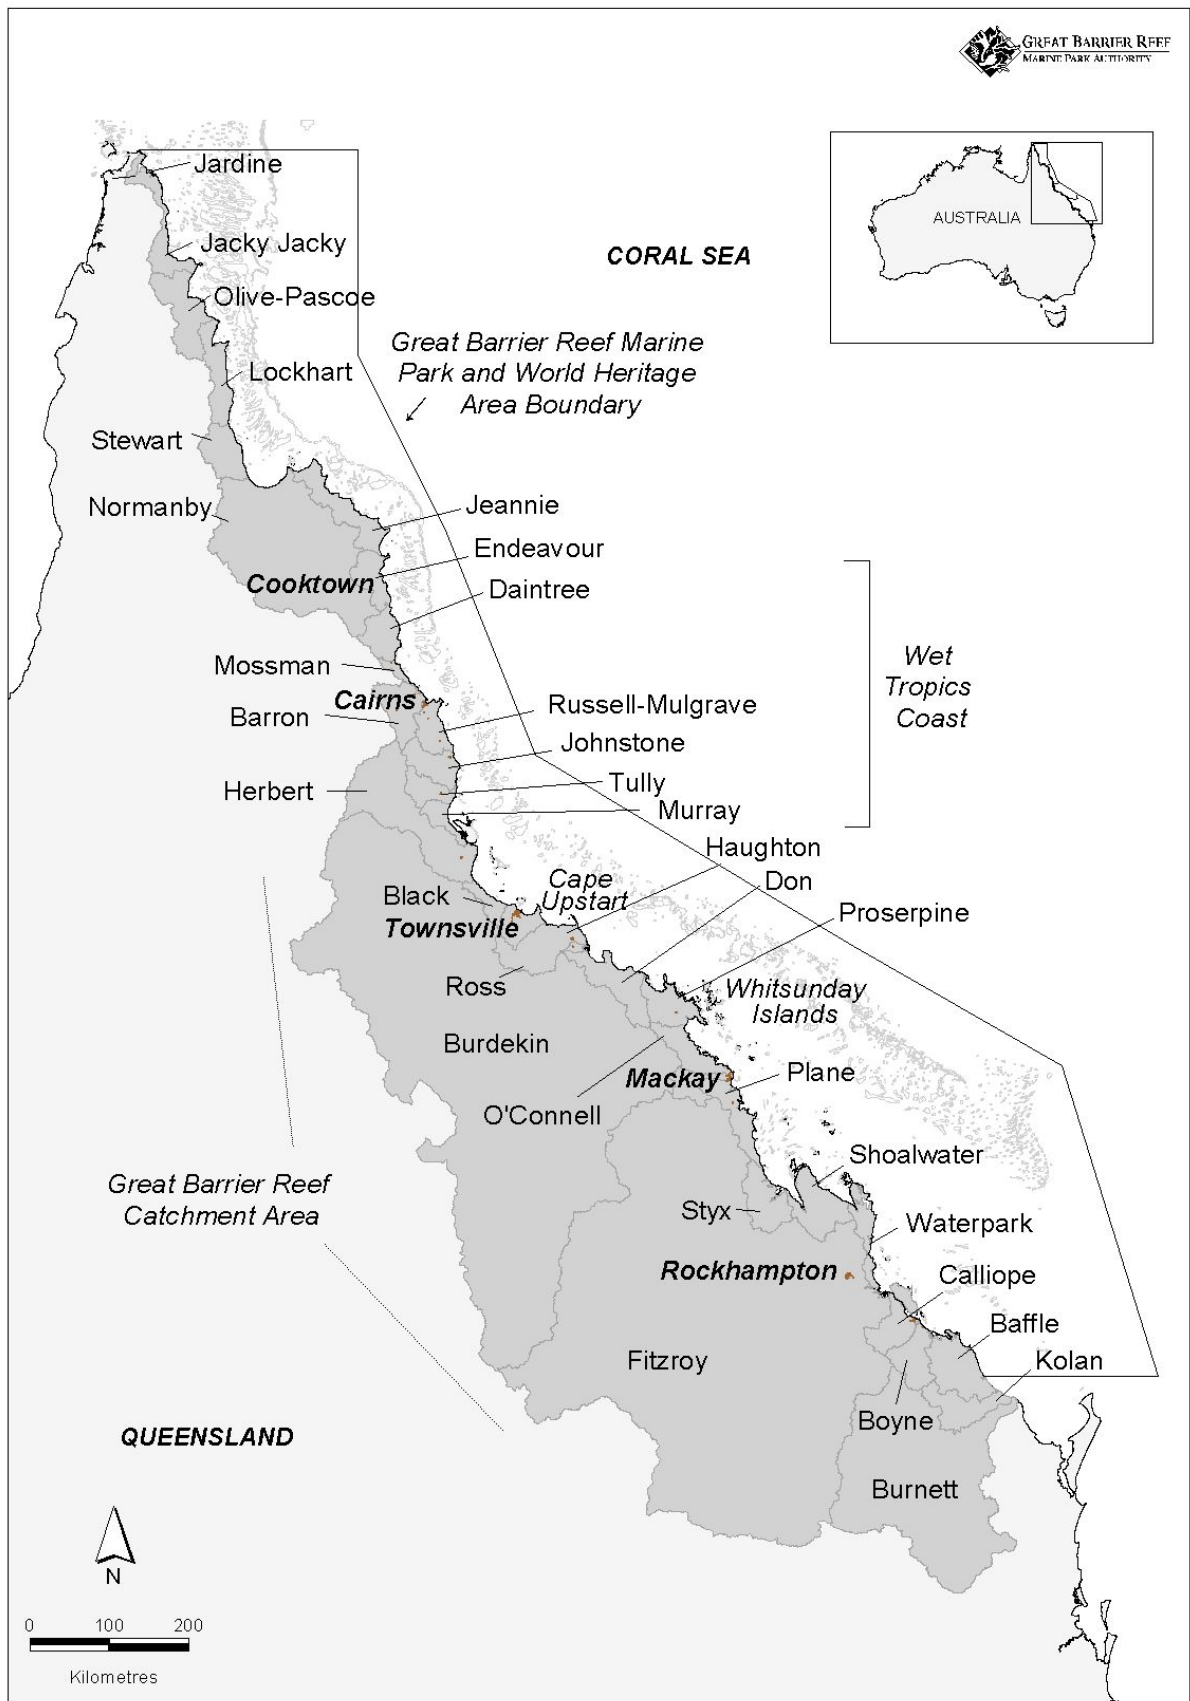 GREAT BARRIER REEF
MARINE PARK AUTHORITY
Jardine
AUSTRALIA
Jacky Jacky
CORAL SEA
Olive-Pascoe
Great Barrier Reef Marine
Park and World Heritage
Area Boundary
Lockhart
Stewart
Normanby
Jeannie
Endeavour
Cooktown
Daintree
Mossman
Wet
Tropics
Coast
Cairns
Barron
Russell-Mulgrave
Johnstone
Herbert
Tully
Murray
Haughton
Don
Cape
Upstart
Black
Proserpine
Townsville
Ross
Whitsunday
Islands
Burdekin
Mackay
Plane
O'Connell
Shoalwater
Great Barrier Reef
Catchment Area
Styx
Waterpark
Rockhampton
Calliope
Baffle
Fitzroy
Kolan
Boyne
QUEENSLAND
Burnett
N
0 100 200
Kilometres